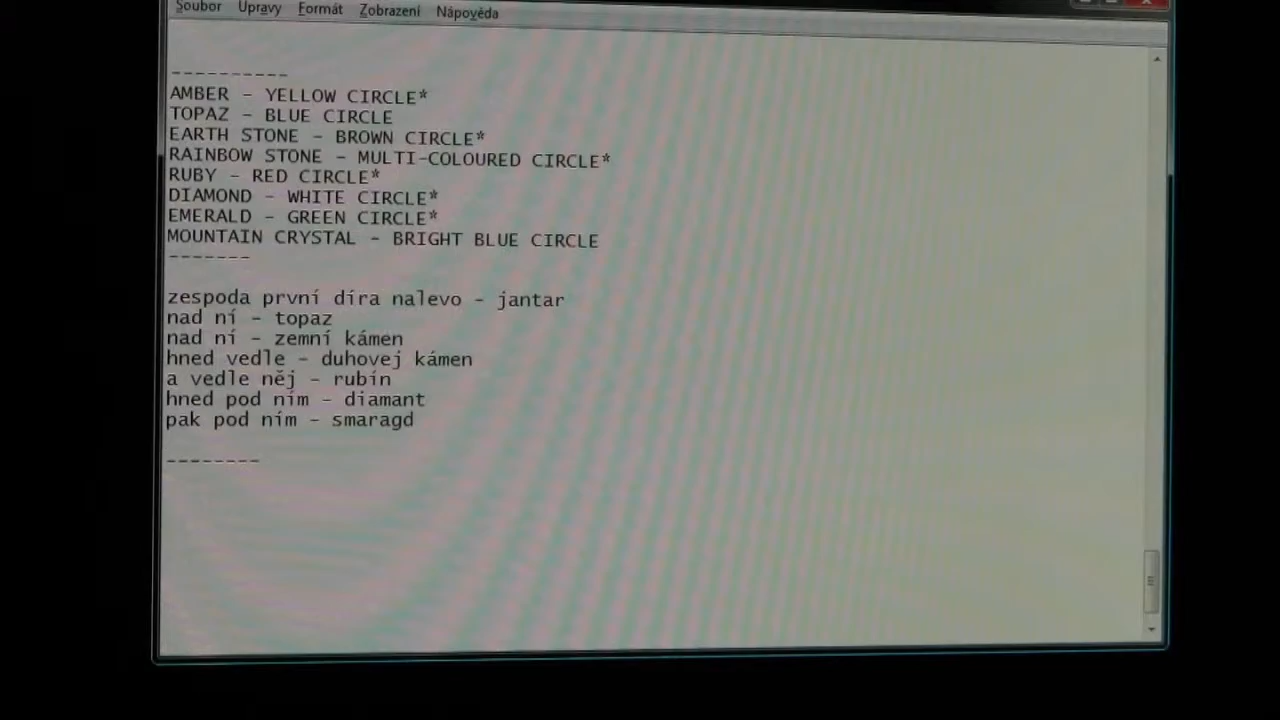 Soubor Úpravy Formát Zobrazení Nápověda
----------
AMBER - YELLOW CIRCLE*
TOPAZ - BLUE CIRCLE
EARTH STONE - BROWN CIRCLE*
RAINBOW STONE - MULTI-COLOURED CIRCLE*
RUBY - RED CIRCLE*
DIAMOND - WHITE CIRCLE*
EMERALD - GREEN CIRCLE*
MOUNTAIN CRYSTAL - BRIGHT BLUE CIRCLE
-------
zespoda první díra nalevo - jantar
nad ní - topaz
nad ní - zemní kámen
hned vedle - duhovej kámen
a vedle něj - rubín
hned pod ním - diamant
pak pod ním - smaragd
--------